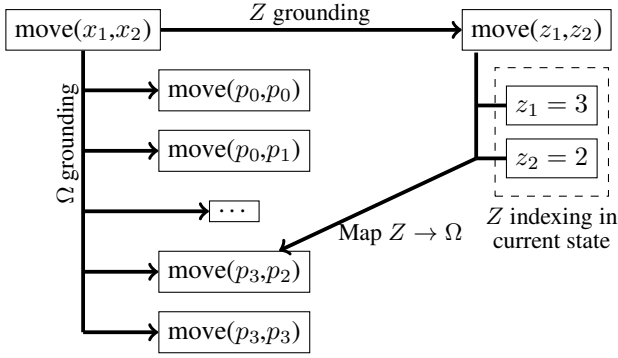 Z grounding
move(x₁,x₂)
move(z₁,z₂)
Ω grounding
move(p₀,p₀)
z₁ = 3
move(p₀,p₁)
z₂ = 2
...
Z indexing in
current state
Map Z → Ω
move(p₃,p₂)
move(p₃,p₃)